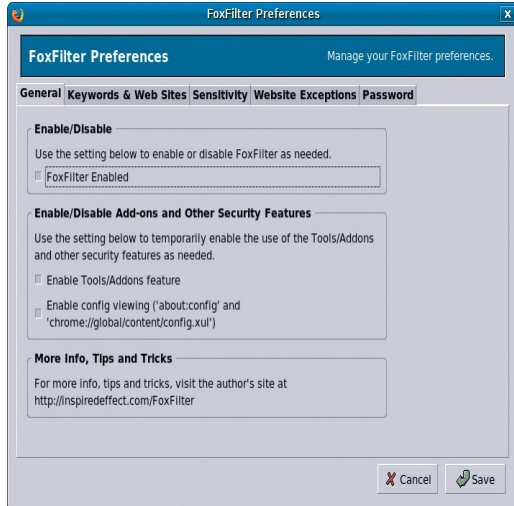 FoxFilter Preferences
X
FoxFilter Preferences
Manage your FoxFilter preferences.
General Keywords & Web Sites Sensitivity Website Exceptions Password
Enable/Disable
Use the setting below to enable or disable FoxFilter as needed.
FoxFilter Enabled
Enable/Disable Add-ons and Other Security Features
Use the setting below to temporarily enable the use of the Tools/Addons
and other security features as needed.
Enable Tools/Addons feature
Enable config viewing ('about:config' and
'chrome://global/content/config.xul')
More Info, Tips and Tricks
For more info, tips and tricks, visit the author's site at
http://inspiredeffect.com/FoxFilter
Cancel Save